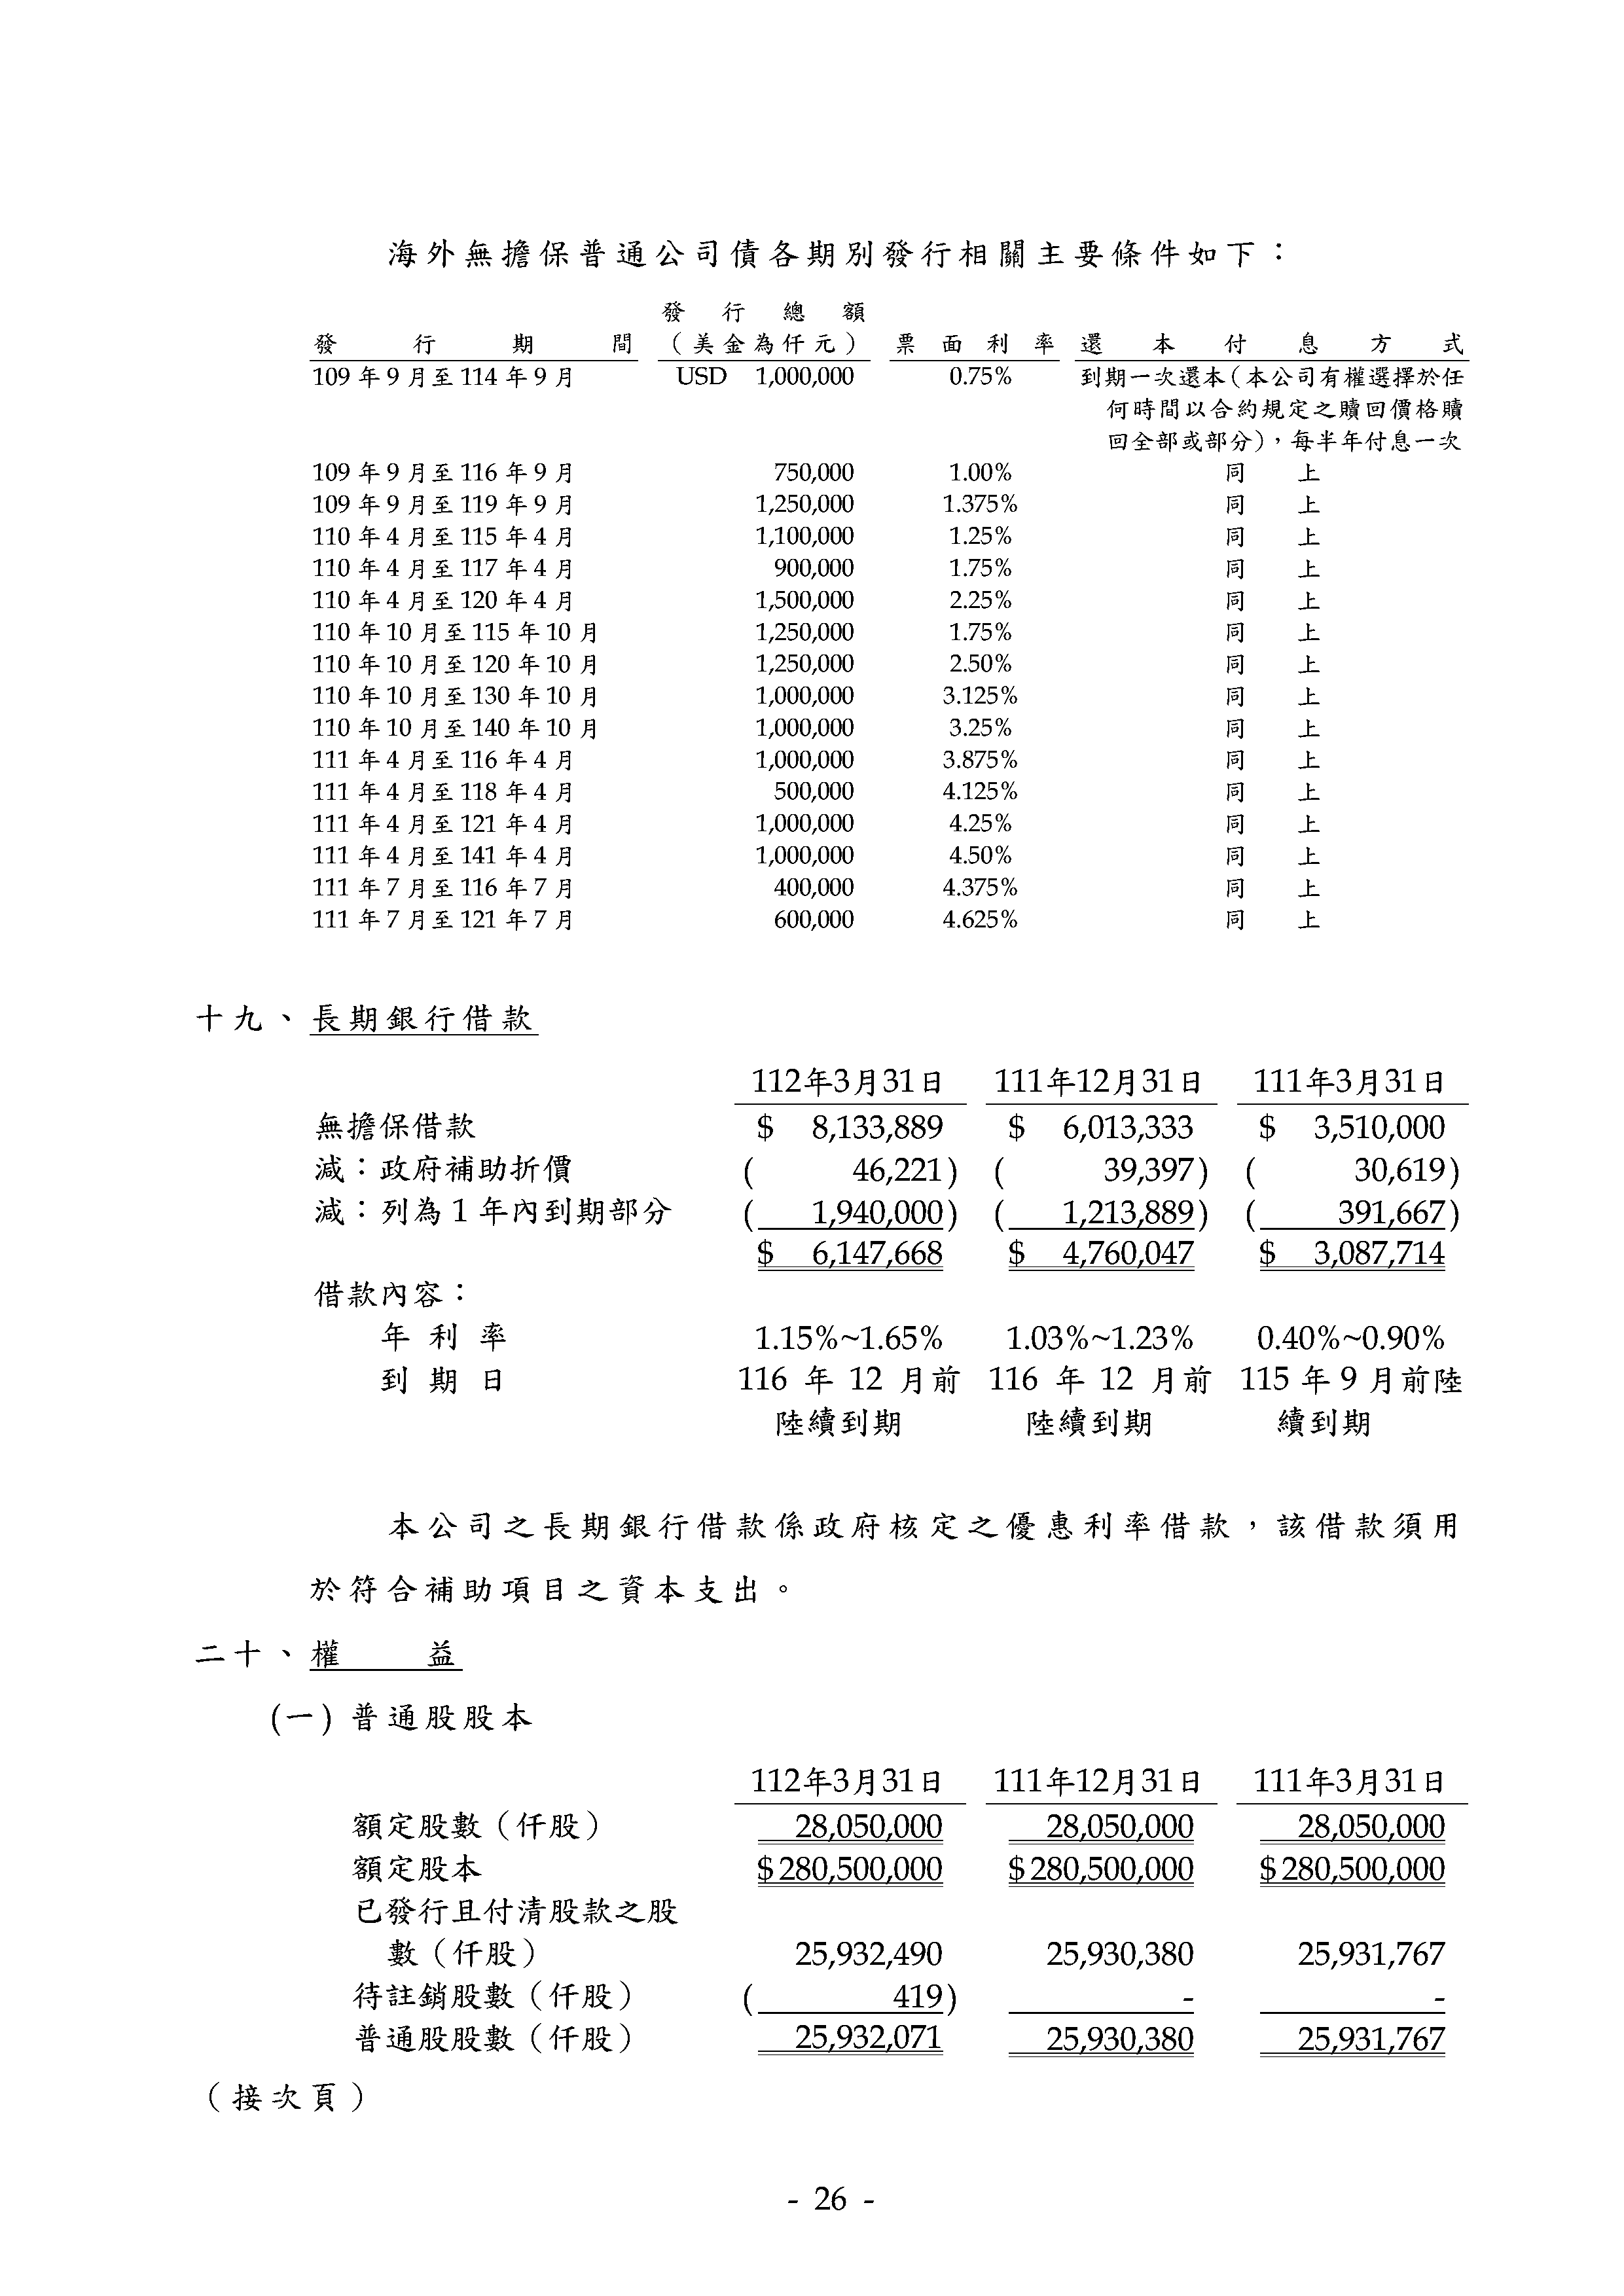 海外無擔保普通公司債各期別發行相關主要條件如下：
發行總額
發行期間 （美金為仟元） 票面利率 還本付息方式
109 年 9 月至 114 年 9 月 USD 1,000,000 0.75% 到期一次還本（本公司有權選擇於任
何時間以合約規定之贖回價格贖
回全部或部分），每半年付息一次
109 年 9 月至 116 年 9 月 750,000 1.00% 同上
109 年 9 月至 119 年 9 月 1,250,000 1.375% 同上
110 年 4 月至 115 年 4 月 1,100,000 1.25% 同上
110 年 4 月至 117 年 4 月 900,000 1.75% 同上
110 年 4 月至 120 年 4 月 1,500,000 2.25% 同上
110 年 10 月至 115 年 10 月 1,250,000 1.75% 同上
110 年 10 月至 120 年 10 月 1,250,000 2.50% 同上
110 年 10 月至 130 年 10 月 1,000,000 3.125% 同上
110 年 10 月至 140 年 10 月 1,000,000 3.25% 同上
111 年 4 月至 116 年 4 月 1,000,000 3.875% 同上
111 年 4 月至 118 年 4 月 500,000 4.125% 同上
111 年 4 月至 121 年 4 月 1,000,000 4.25% 同上
111 年 4 月至 141 年 4 月 1,000,000 4.50% 同上
111 年 7 月至 116 年 7 月 400,000 4.375% 同上
111 年 7 月至 121 年 7 月 600,000 4.625% 同上
十九、長期銀行借款
112年3月31日 111年12月31日 111年3月31日
無擔保借款 $ 8,133,889 $ 6,013,333 $ 3,510,000
減：政府補助折價 ( 46,221) ( 39,397) ( 30,619)
減：列為 1 年內到期部分 ( 1,940,000) ( 1,213,889) ( 391,667)
$ 6,147,668 $ 4,760,047 $ 3,087,714
借款內容：
年利率 1.15%~1.65% 1.03%~1.23% 0.40%~0.90%
到期日 116 年 12 月前 116 年 12 月前 115 年 9 月前陸
陸續到期 陸續到期 續到期
本公司之長期銀行借款係政府核定之優惠利率借款，該借款須用
於符合補助項目之資本支出。
二十、權益
(一) 普通股股本
112年3月31日 111年12月31日 111年3月31日
額定股數（仟股） 28,050,000 28,050,000 28,050,000
額定股本 $280,500,000 $280,500,000 $280,500,000
已發行且付清股款之股
數（仟股） 25,932,490 25,930,380 25,931,767
待註銷股數（仟股） ( 419) - -
普通股股數（仟股） 25,932,071 25,930,380 25,931,767
（接次頁）
- 26 -